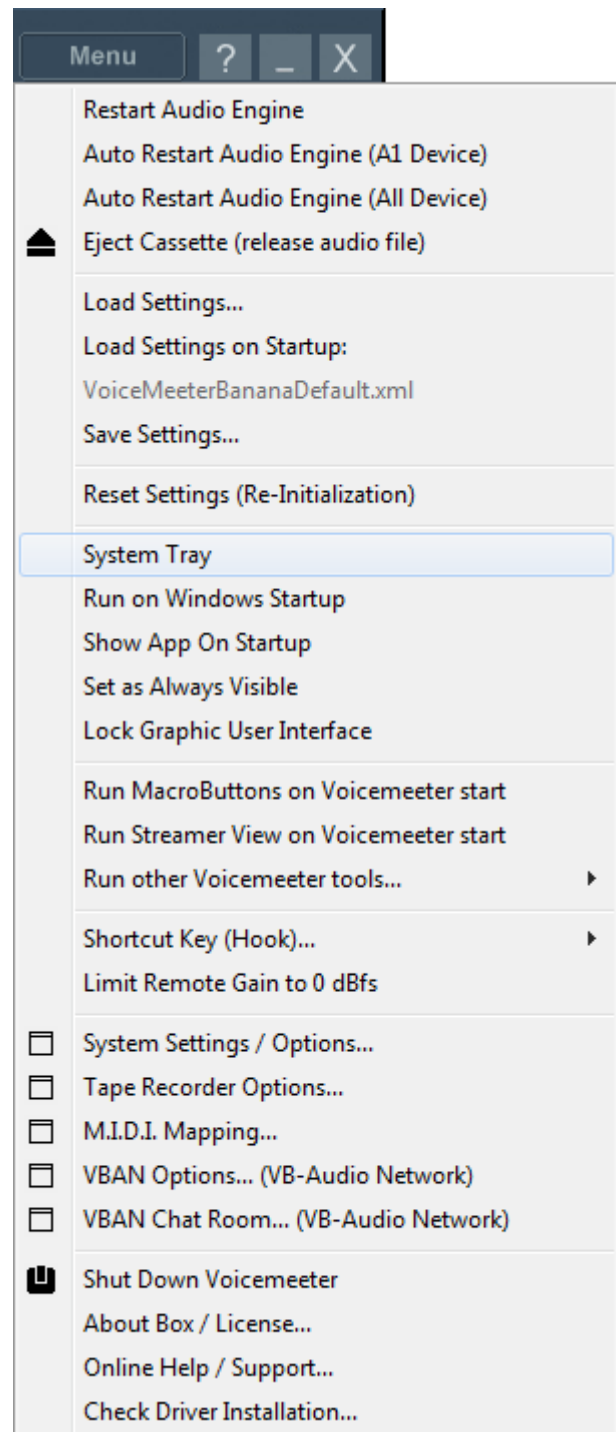 Menu ? _ X
Restart Audio Engine
Auto Restart Audio Engine (A1 Device)
Auto Restart Audio Engine (All Device)
Eject Cassette (release audio file)
Load Settings...
Load Settings on Startup:
VoiceMeeterBananaDefault.xml
Save Settings...
Reset Settings (Re-Initialization)
System Tray
Run on Windows Startup
Show App On Startup
Set as Always Visible
Lock Graphic User Interface
Run MacroButtons on Voicemeeter start
Run Streamer View on Voicemeeter start
Run other Voicemeeter tools...
Shortcut Key (Hook)...
Limit Remote Gain to 0 dBfs
System Settings / Options...
Tape Recorder Options...
M.I.D.I. Mapping...
VBAN Options... (VB-Audio Network)
VBAN Chat Room... (VB-Audio Network)
Shut Down Voicemeeter
About Box / License...
Online Help / Support...
Check Driver Installation...